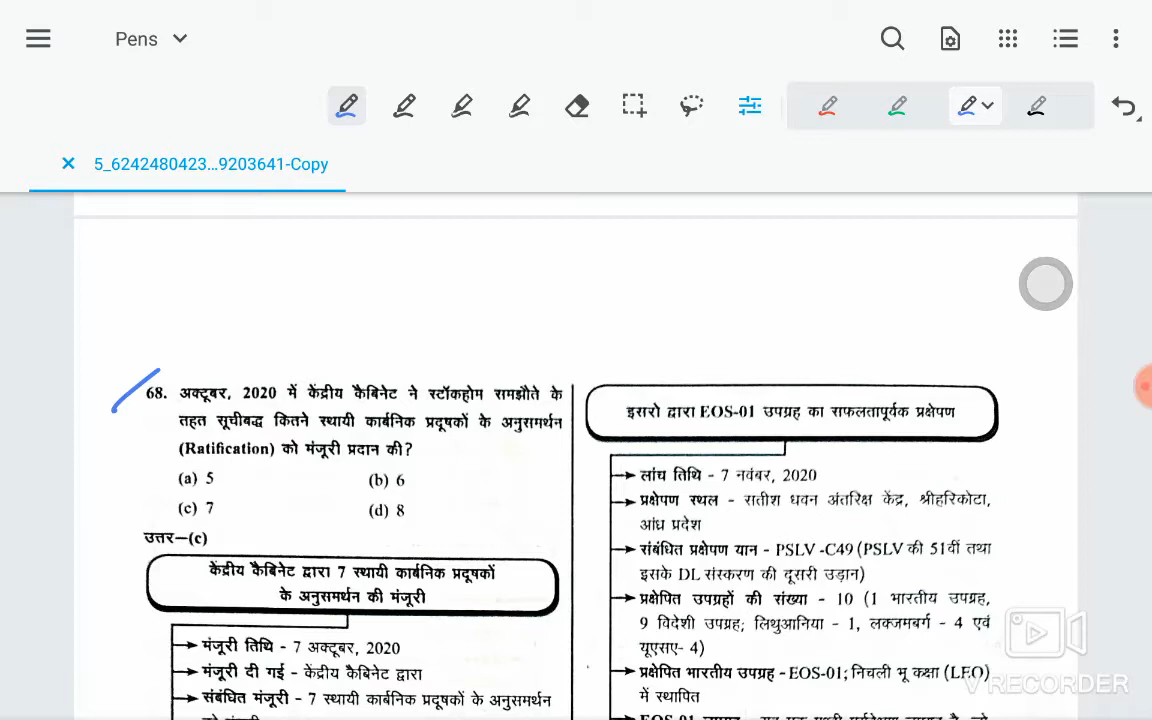 Pens
5_6242480423...9203641-Copy
68. अक्टूबर, 2020 में केंद्रीय कैबिनेट ने स्टॉकहोम समझौते के
तहत सूचीबद्ध कितने स्थायी कार्बनिक प्रदूषकों के अनुसमर्थन
(Ratification) को मंजूरी प्रदान की?
(a) 5
(b) 6
(c) 7
(d) 8
उत्तर–(c)
केंद्रीय कैबिनेट द्वारा 7 स्थायी कार्बनिक प्रदूषकों
के अनुसमर्थन की मंजूरी
मंजूरी तिथि - 7 अक्टूबर, 2020
मंजूरी दी गई - केंद्रीय कैबिनेट द्वारा
संबंधित मंजूरी - 7 स्थायी कार्बनिक प्रदूषकों के अनुसमर्थन
इसरो द्वारा EOS-01 उपग्रह का सफलतापूर्वक प्रक्षेपण
लांच तिथि - 7 नवंबर, 2020
प्रक्षेपण स्थल - सतीश धवन अंतरिक्ष केंद्र, श्रीहरिकोटा,
आंध्र प्रदेश
संबंधित प्रक्षेपण यान - PSLV -C49 (PSLV की 51वीं तथा
इसके DL संस्करण की दूसरी उड़ान)
प्रक्षेपित उपग्रहों की संख्या - 10 (1 भारतीय उपग्रह,
9 विदेशी उपग्रह; लिथुआनिया - 1, लक्जमबर्ग - 4 एवं
यूएसए- 4)
प्रक्षेपित भारतीय उपग्रह - EOS-01; निचली भू कक्षा (LEO)
में स्थापित
V RECORDER